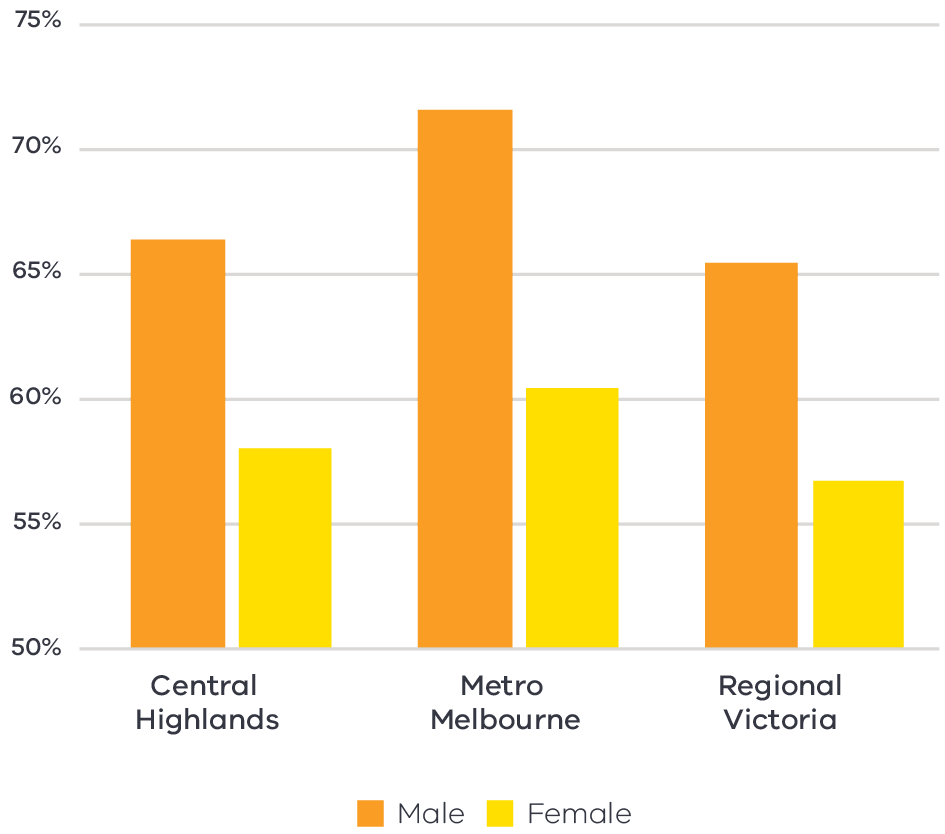 75%
70%
65%
60%
55%
50%
Central
Highlands
Metro
Melbourne
Regional
Victoria
Male
Female